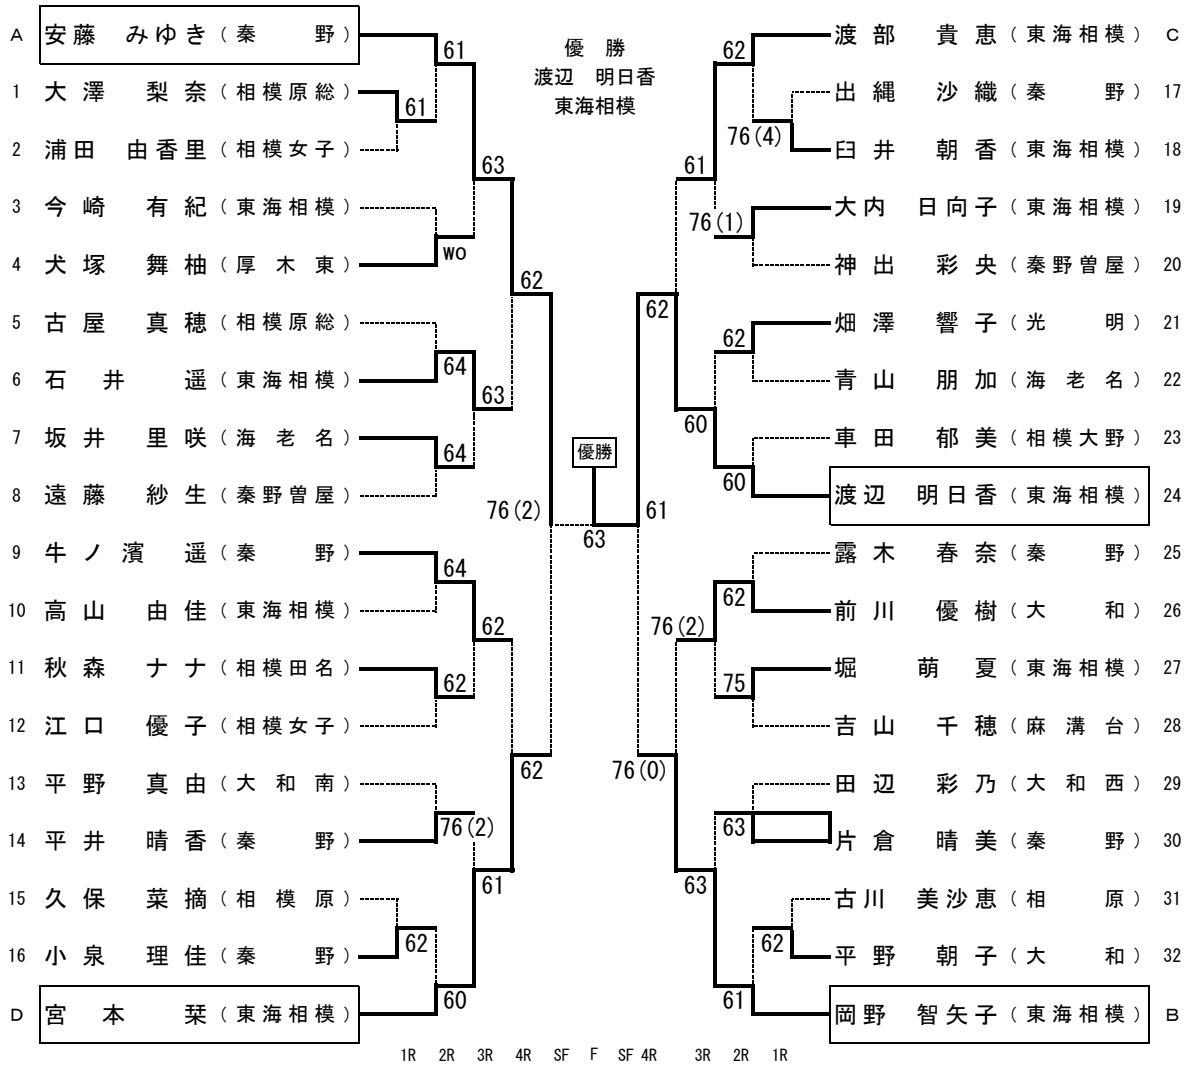 優 勝
渡辺 明日香
東海相模
A 安藤 みゆき (秦 野)
1 大澤 梨奈 (相模原総)
2 浦田 由香里 (相模女子)
3 今崎 有紀 (東海相模)
4 犬塚 舞柚 (厚木東)
5 古屋 真穂 (相模原総)
6 石井 遥 (東海相模)
7 坂井 里咲 (海老名)
8 遠藤 紗生 (秦野曽屋)
9 牛ノ濱 遥 (秦 野)
10 高山 由佳 (東海相模)
11 秋森 ナナ (相模田名)
12 江口 優子 (相模女子)
13 平野 真由 (大和南)
14 平井 晴香 (秦 野)
15 久保 菜摘 (相模原)
16 小泉 理佳 (秦 野)
D 宮本 栞 (東海相模)
61
61
63
wo
62
64
63
64
76(2)
64
62
62
62
76(2)
61
62
60
優勝
63
渡部 貴恵 (東海相模) C
出縄 沙織 (秦 野) 17
臼井 朝香 (東海相模) 18
大内 日向子 (東海相模) 19
神出 彩央 (秦野曽屋) 20
畑澤 響子 (光 明) 21
青山 朋加 (海老名) 22
車田 郁美 (相模大野) 23
渡辺 明日香 (東海相模) 24
露木 春奈 (秦 野) 25
前川 優樹 (大 和) 26
堀 萌夏 (東海相模) 27
吉山 千穂 (麻溝台) 28
田辺 彩乃 (大和西) 29
片倉 晴美 (秦 野) 30
古川 美沙恵 (相 原) 31
平野 朝子 (大 和) 32
岡野 智矢子 (東海相模) B
62
76(4)
61
76(1)
62
62
60
60
61
62
76(2)
75
76(0)
63
63
62
61
1R 2R 3R 4R SF F SF 4R 3R 2R 1R